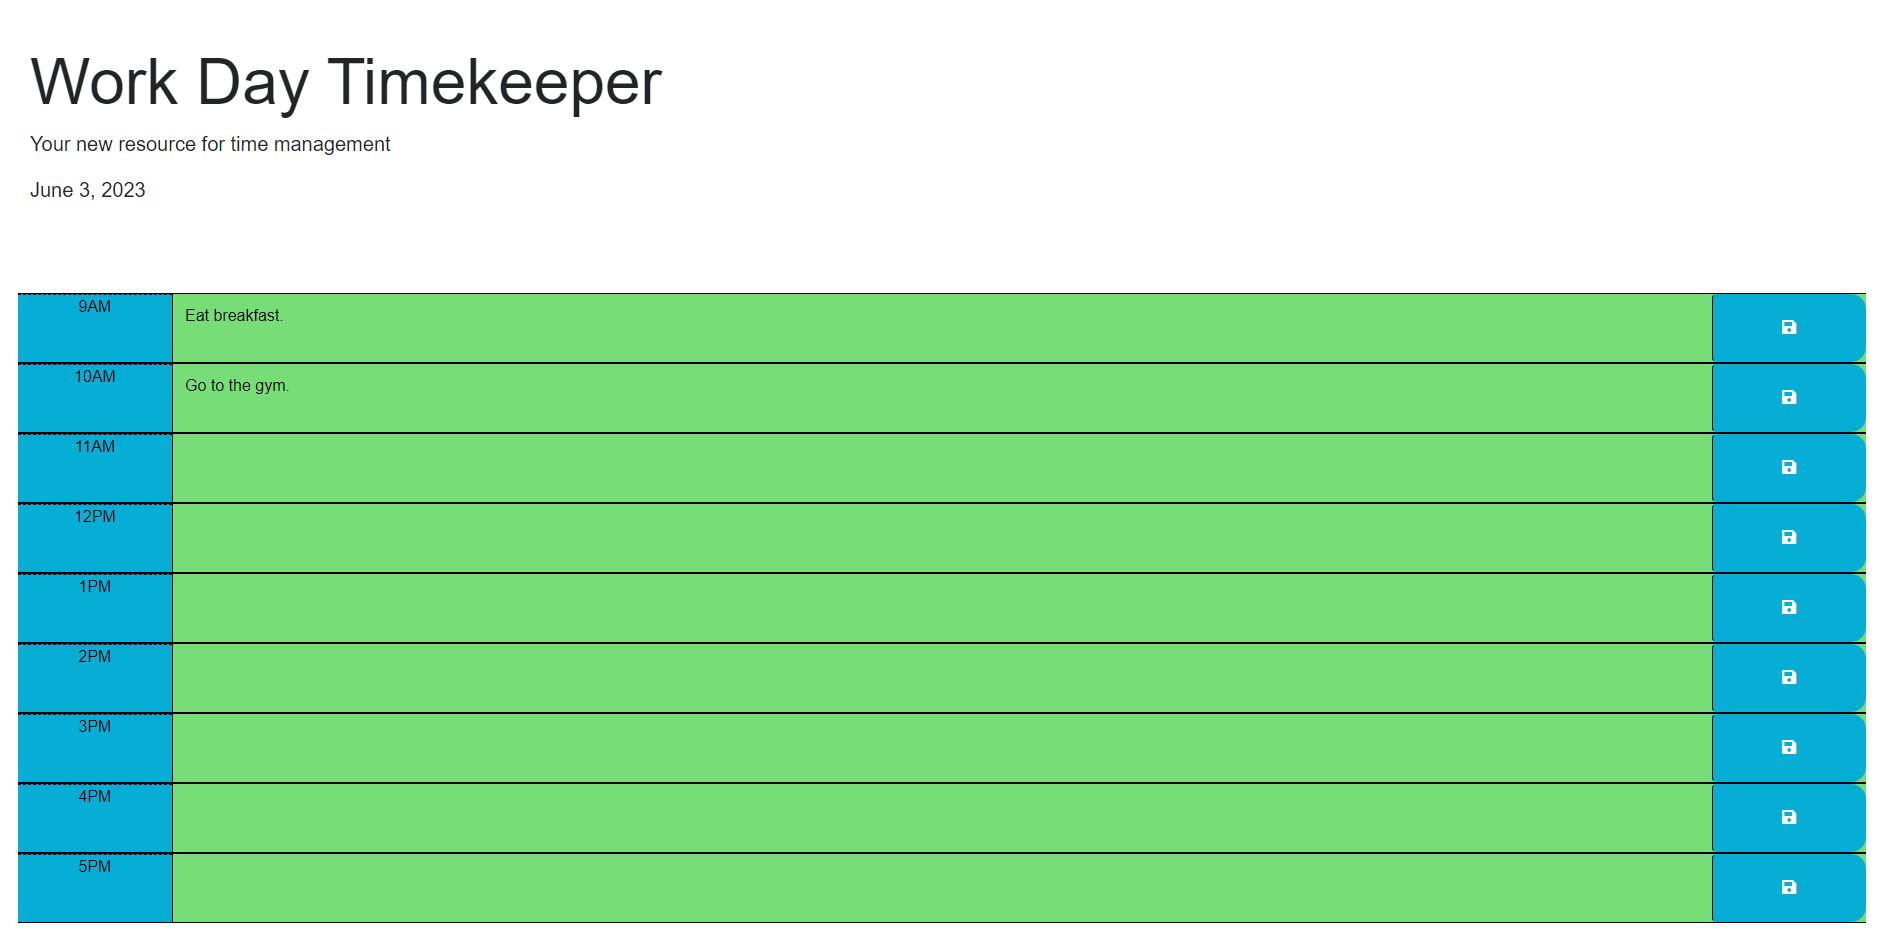 Work Day Timekeeper
Your new resource for time management
June 3, 2023
9AM
Eat breakfast.
10AM
Go to the gym.
11AM
12PM
1PM
2PM
3PM
4PM
5PM